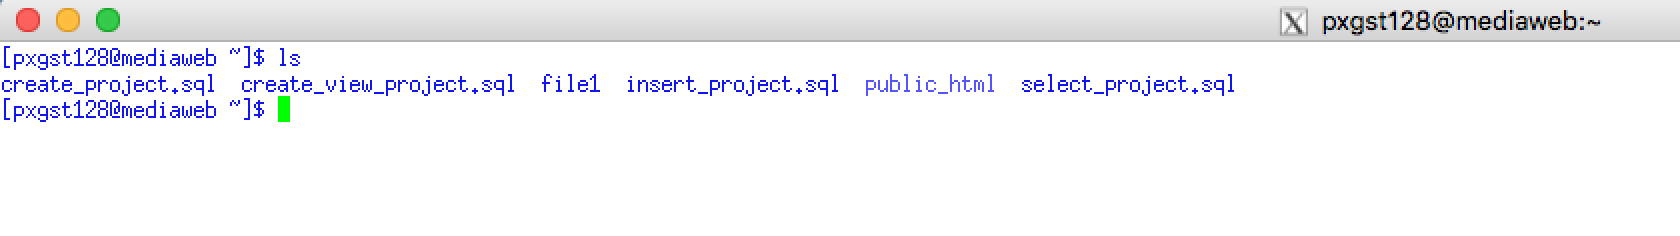 pxgst128@mediaweb:~
[pxgst128@mediaweb ~]$ ls
create_project.sql  create_view_project.sql  file1  insert_project.sql  public_html  select_project.sql
[pxgst128@mediaweb ~]$